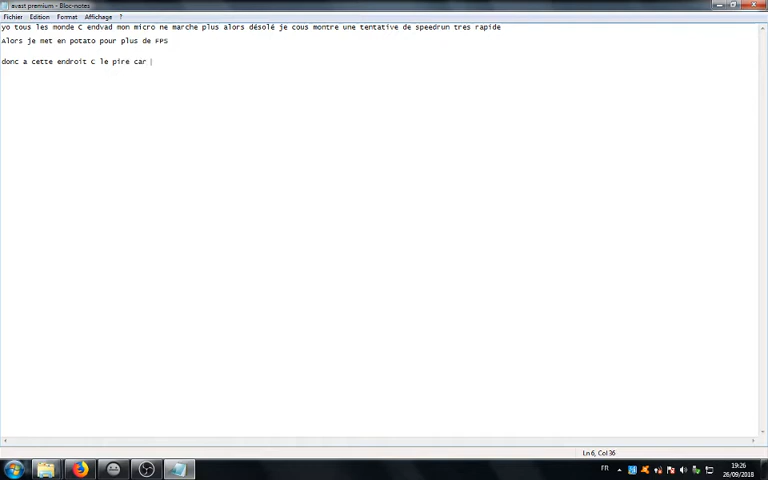 avast premium - Bloc-notes
Fichier Edition Format Affichage ?
yo tous les monde C endvad mon micro ne marche plus alors désolé je cous montre une tentative de speedrun tres rapide
Alors je met en potato pour plus de FPS
donc a cette endroit C le pire car
Ln 6, Col 36
FR
19:26
26/09/2018